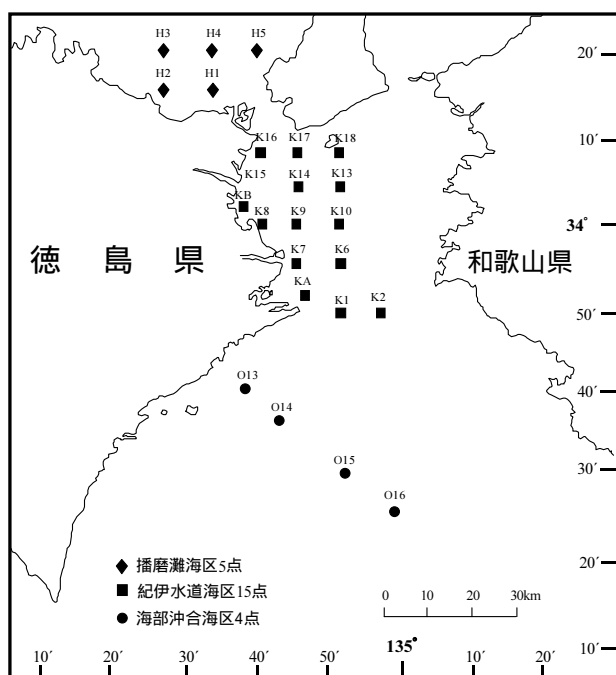 H3 H4 H5
20´
H2 H1
K16 K17 K18
10´
K15 K14 K13
KB
K8 K9 K10
34°
徳島県
和歌山県
K7 K6
KA
K1 K2
50´
O13
40´
O14
O15
30´
O16
20´
播磨灘海区5点
紀伊水道海区15点
海部沖合海区4点
0 10 20 30km
135°
10´
10´ 20´ 30´ 40´ 50´ 10´ 20´